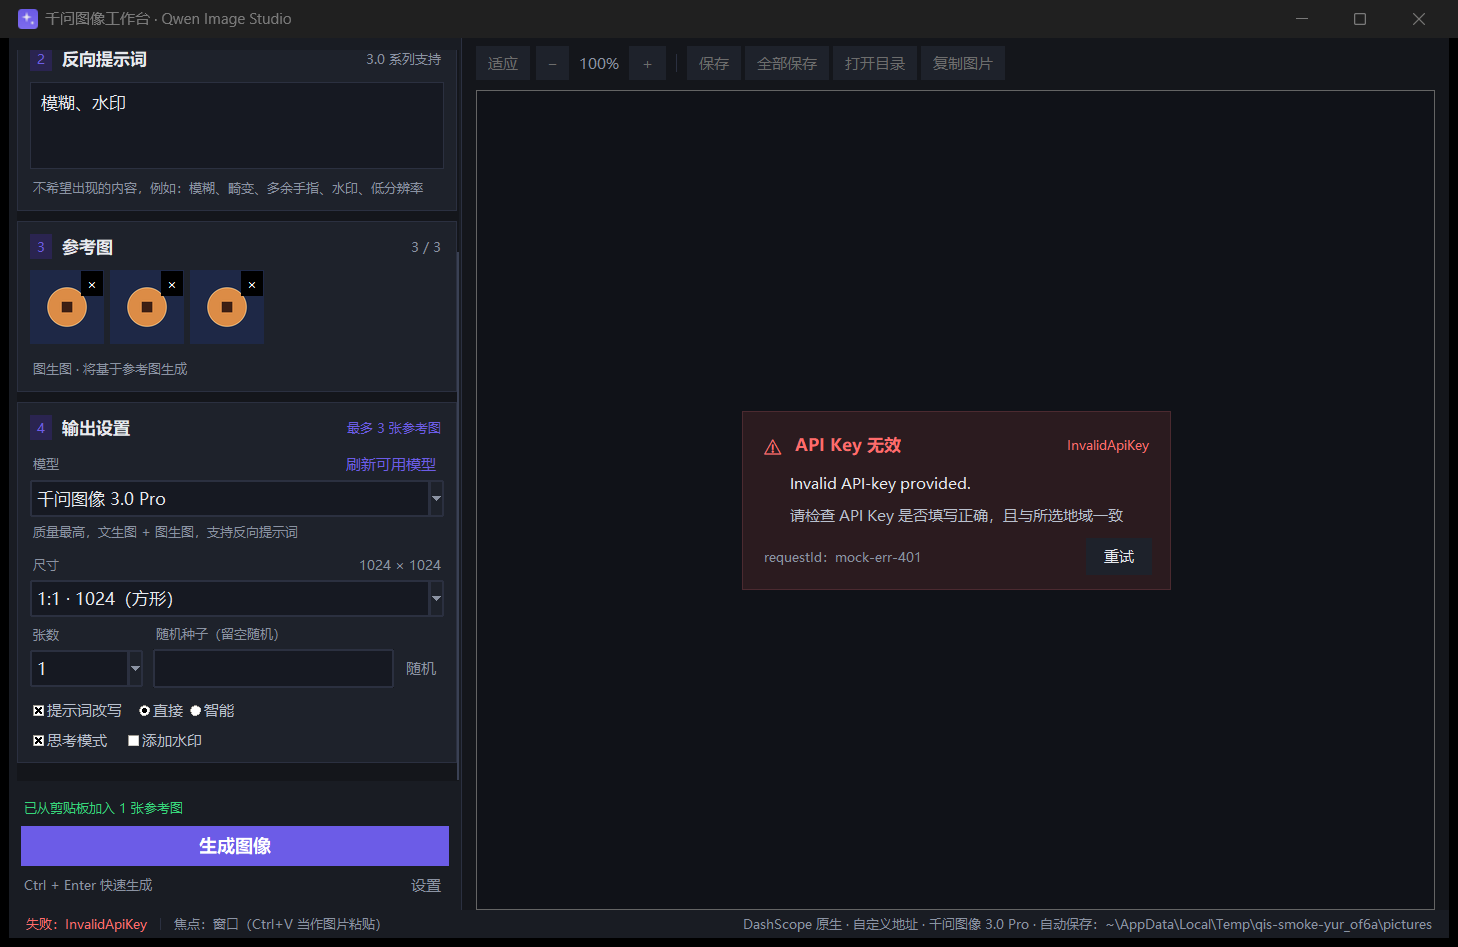 千问图像工作台 · Qwen Image Studio
2 反向提示词 3.0 系列支持
模糊、水印
不希望出现的内容，例如：模糊、畸变、多余手指、水印、低分辨率
3 参考图 3 / 3
× × ×
图生图 · 将基于参考图生成
4 输出设置 最多 3 张参考图
模型 刷新可用模型
千问图像 3.0 Pro
质量最高，文生图 + 图生图，支持反向提示词
尺寸 1024 × 1024
1:1 · 1024（方形）
张数 随机种子（留空随机）
1 随机
提示词改写 直接 智能
思考模式 添加水印
已从剪贴板加入 1 张参考图
生成图像
Ctrl + Enter 快速生成 设置
适应 − 100% + 保存 全部保存 打开目录 复制图片
API Key 无效 InvalidApiKey
Invalid API-key provided.
请检查 API Key 是否填写正确，且与所选地域一致
requestId：mock-err-401 重试
失败：InvalidApiKey 焦点：窗口（Ctrl+V 当作图片粘贴） DashScope 原生 · 自定义地址 · 千问图像 3.0 Pro · 自动保存：~\AppData\Local\Temp\qis-smoke-yur_of6a\pictures